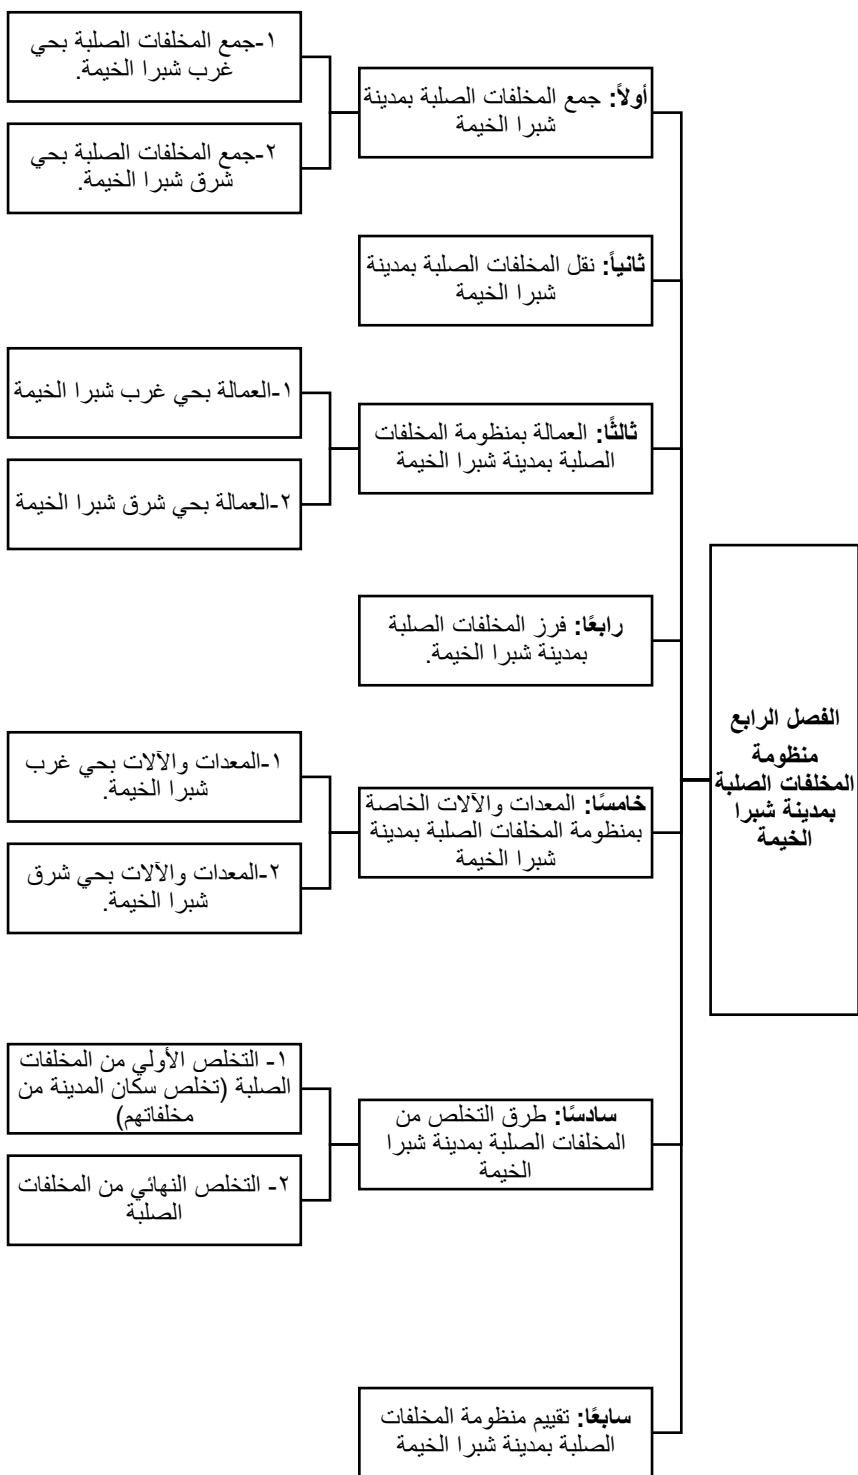 الفصل الرابع
منظومة
المخلفات الصلبة
بمدينة شبرا
الخيمة
أولاً: جمع المخلفات الصلبة بمدينة
شبرا الخيمة
١-جمع المخلفات الصلبة بحي
غرب شبرا الخيمة.
٢-جمع المخلفات الصلبة بحي
شرق شبرا الخيمة.
ثانياً: نقل المخلفات الصلبة بمدينة
شبرا الخيمة
ثالثًا: العمالة بمنظومة المخلفات
الصلبة بمدينة شبرا الخيمة
١-العمالة بحي غرب شبرا الخيمة
٢-العمالة بحي شرق شبرا الخيمة
رابعًا: فرز المخلفات الصلبة
بمدينة شبرا الخيمة.
خامسًا: المعدات والآلات الخاصة
بمنظومة المخلفات الصلبة بمدينة
شبرا الخيمة
١-المعدات والآلات بحي غرب
شبرا الخيمة.
٢-المعدات والآلات بحي شرق
شبرا الخيمة.
سادسًا: طرق التخلص من
المخلفات الصلبة بمدينة شبرا
الخيمة
١- التخلص الأولي من المخلفات
الصلبة (تخلص سكان المدينة من
مخلفاتهم)
٢- التخلص النهائي من المخلفات
الصلبة
سابعًا: تقييم منظومة المخلفات
الصلبة بمدينة شبرا الخيمة